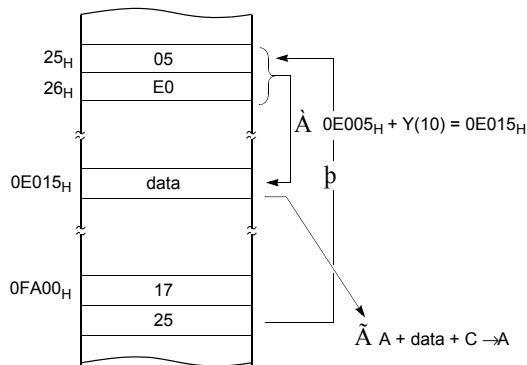 25H 05
26H E0
À 0E005H + Y(10) = 0E015H
0E015H data
þ
0FA00H 17
25
Ã A + data + C →A